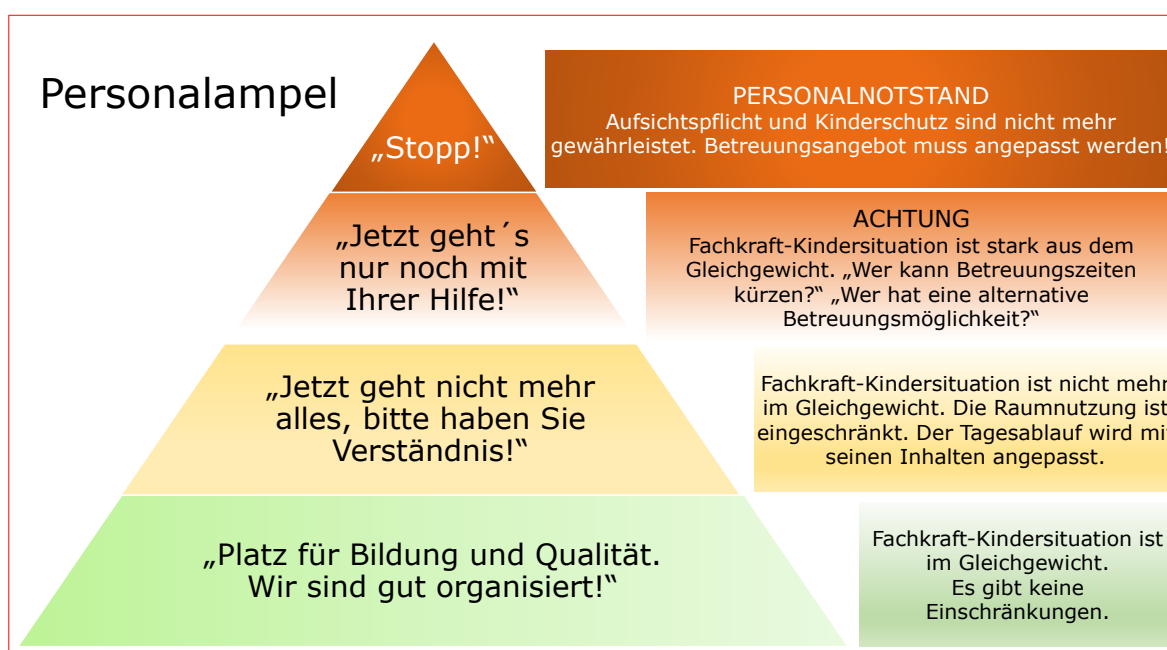 Personalampel
„Stopp!“
PERSONALNOTSTAND
Aufsichtspflicht und Kinderschutz sind nicht mehr
gewährleistet. Betreuungsangebot muss angepasst werden!
„Jetzt geht´s
nur noch mit
Ihrer Hilfe!“
ACHTUNG
Fachkraft-Kindersituation ist stark aus dem
Gleichgewicht. „Wer kann Betreuungszeiten
kürzen?“ „Wer hat eine alternative
Betreuungsmöglichkeit?“
„Jetzt geht nicht mehr
alles, bitte haben Sie
Verständnis!“
Fachkraft-Kindersituation ist nicht mehr
im Gleichgewicht. Die Raumnutzung ist
eingeschränkt. Der Tagesablauf wird mit
seinen Inhalten angepasst.
„Platz für Bildung und Qualität.
Wir sind gut organisiert!“
Fachkraft-Kindersituation ist
im Gleichgewicht.
Es gibt keine
Einschränkungen.